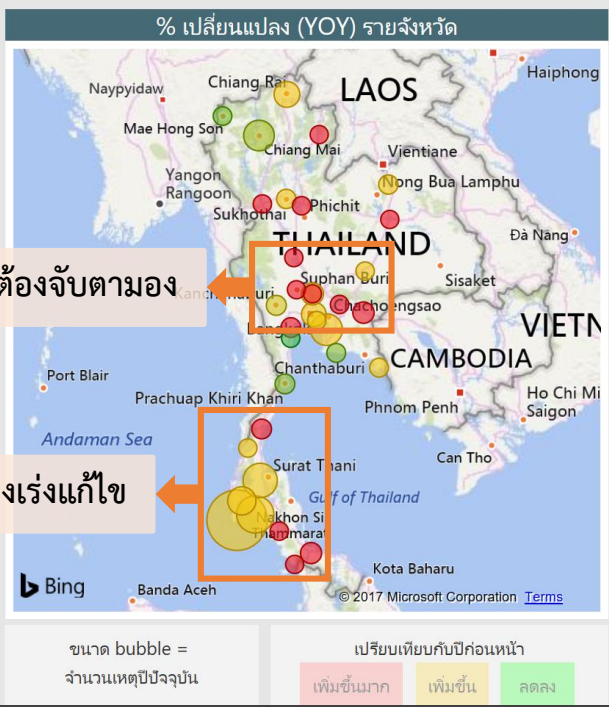 % เปลี่ยนแปลง (YOY) รายจังหวัด
Haiphong
Naypyidaw
Chiang Rai
LAOS
Mae Hong Son
Chiang Mai
Vientiane
Yangon
Rangoon
Nong Bua Lamphu
Sukhothai
Phichit
THAILAND
Đà Nẵng
ต้องจับตามอง
Suphan Buri
Sisaket
Kanchanaburi
Chachoengsao
VIETN
Bangkok
Chanthaburi
CAMBODIA
Port Blair
Prachuap Khiri Khan
Phnom Penh
Ho Chi Mi
Saigon
Andaman Sea
Can Tho
Surat Thani
งเร่งแก้ไข
Gulf of Thailand
Nakhon Si
Thammarat
Kota Baharu
Bing
Banda Aceh
© 2017 Microsoft Corporation Terms
ขนาด bubble =
จำนวนเหตุปีปัจจุบัน
เปรียบเทียบกับปีก่อนหน้า
เพิ่มขึ้นมาก
เพิ่มขึ้น
ลดลง